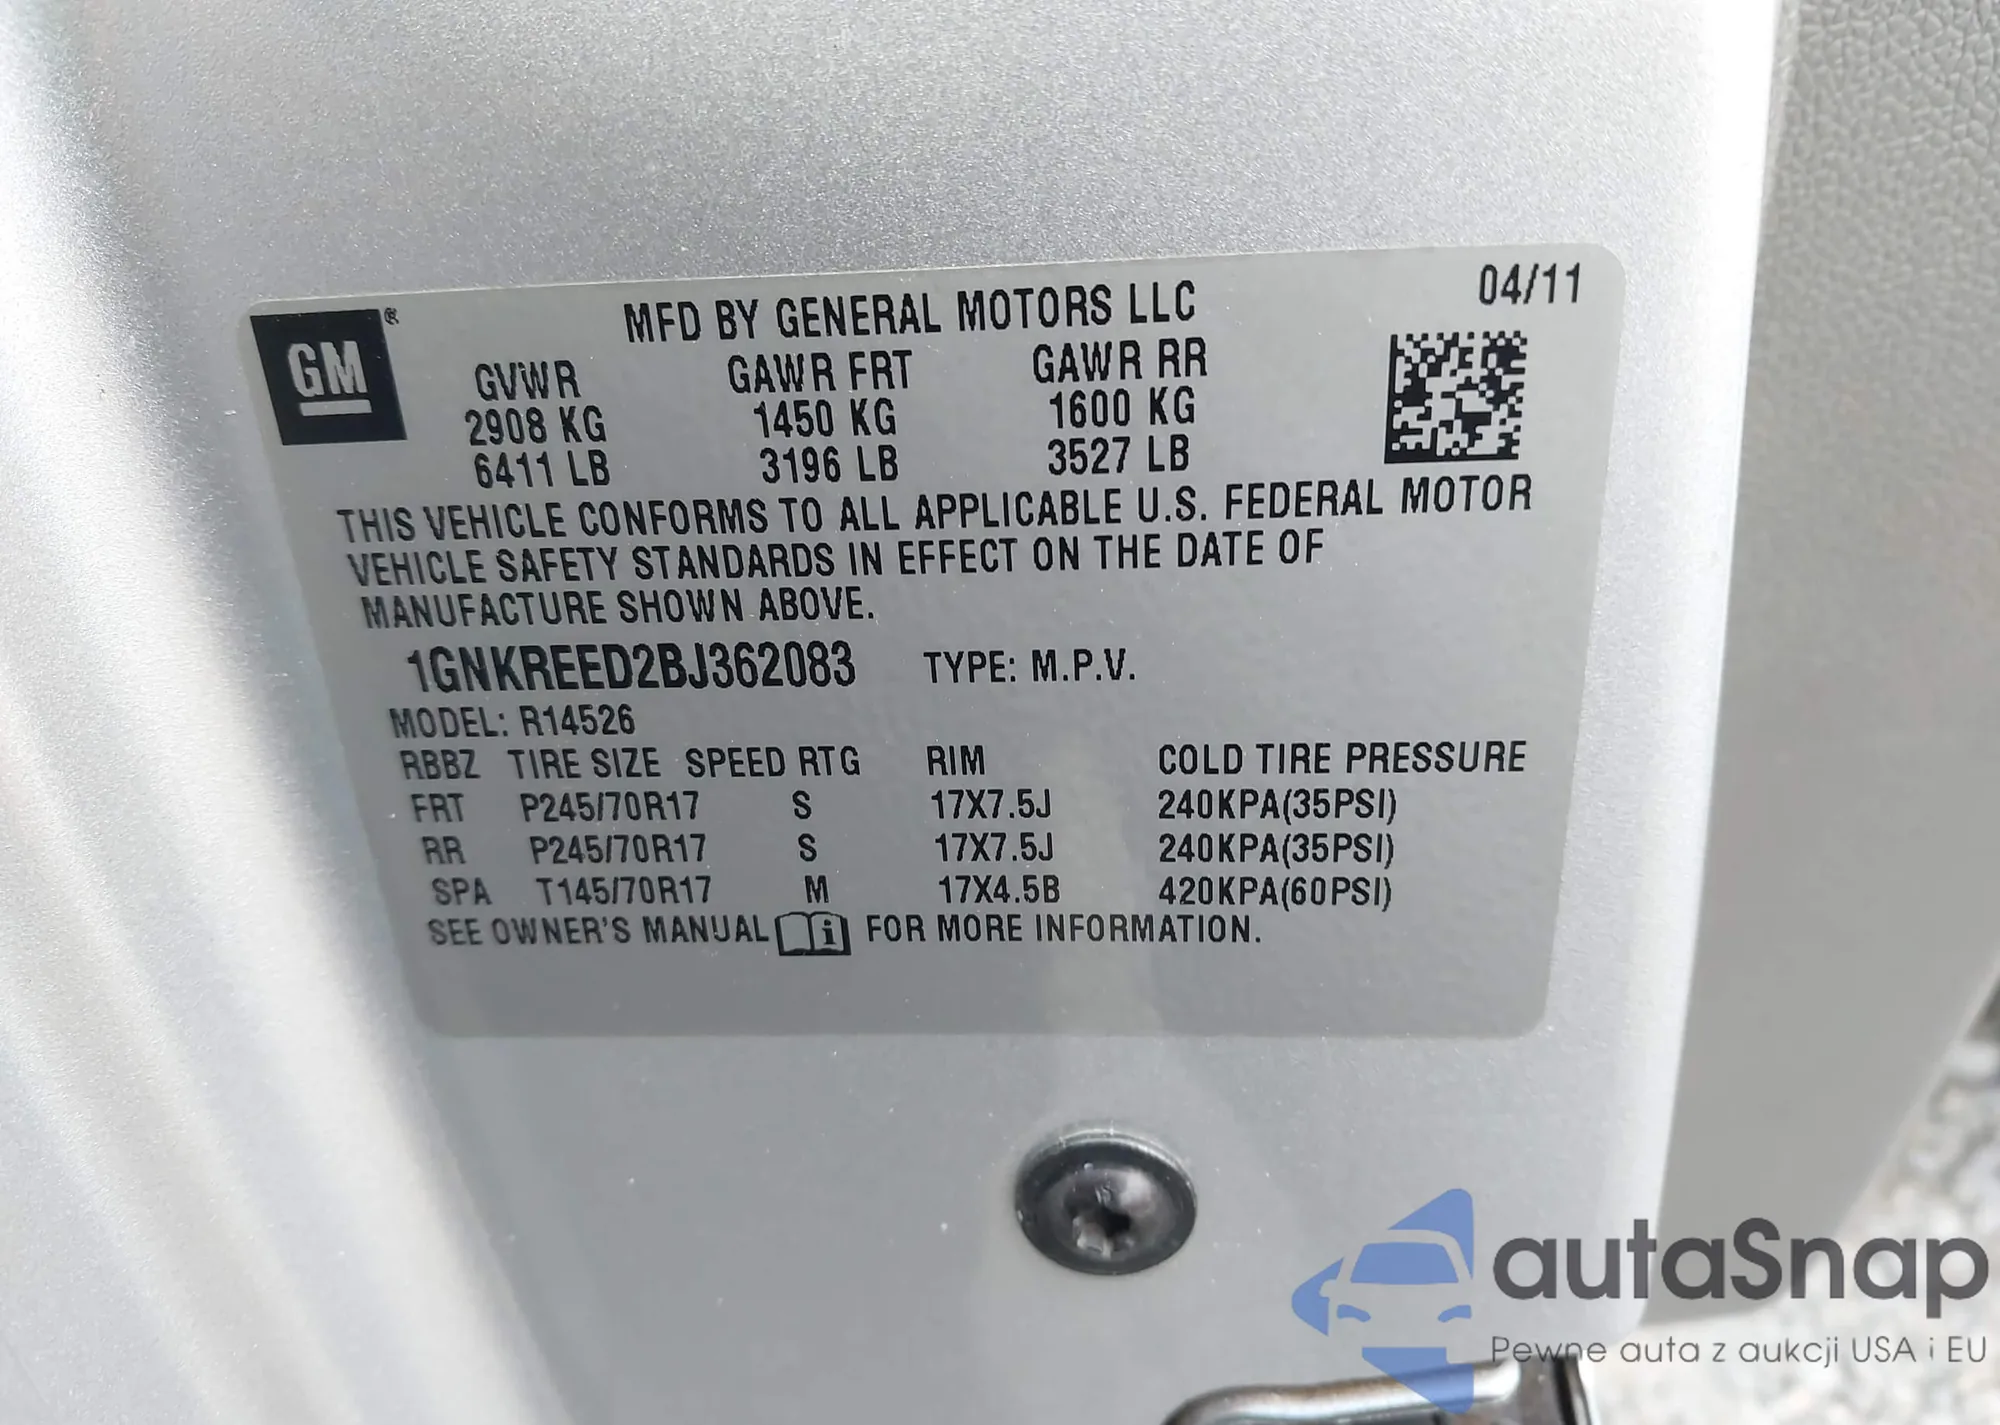 04/11
GM®
MFD BY GENERAL MOTORS LLC
GVWR GAWR FRT GAWR RR
2908 KG 1450 KG 1600 KG
6411 LB 3196 LB 3527 LB
THIS VEHICLE CONFORMS TO ALL APPLICABLE U.S. FEDERAL MOTOR
VEHICLE SAFETY STANDARDS IN EFFECT ON THE DATE OF
MANUFACTURE SHOWN ABOVE.
1GNKREED2BJ362083 TYPE: M.P.V.
MODEL: R14526
RBBZ TIRE SIZE SPEED RTG RIM COLD TIRE PRESSURE
FRT P245/70R17 S 17X7.5J 240KPA(35PSI)
RR P245/70R17 S 17X7.5J 240KPA(35PSI)
SPA T145/70R17 M 17X4.5B 420KPA(60PSI)
SEE OWNER'S MANUAL i FOR MORE INFORMATION.
autaSnap
Pewne auta z aukcji USA i EU